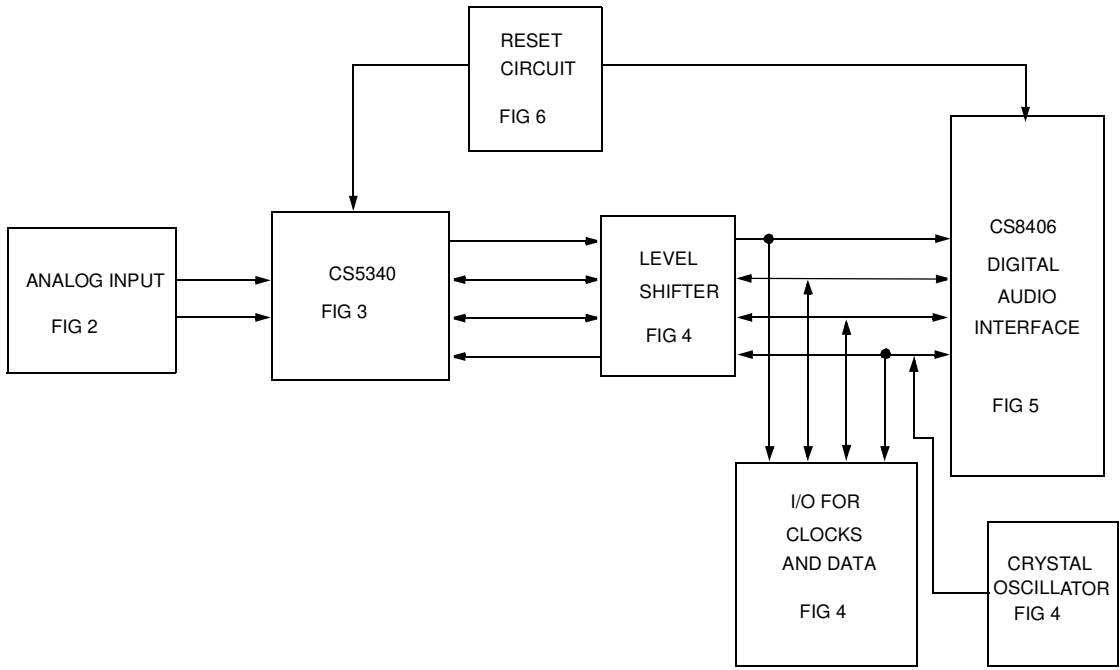 RESET
CIRCUIT
FIG 6
ANALOG INPUT
FIG 2
CS5340
FIG 3
LEVEL
SHIFTER
FIG 4
CS8406
DIGITAL
AUDIO
INTERFACE
FIG 5
I/O FOR
CLOCKS
AND DATA
FIG 4
CRYSTAL
OSCILLATOR
FIG 4